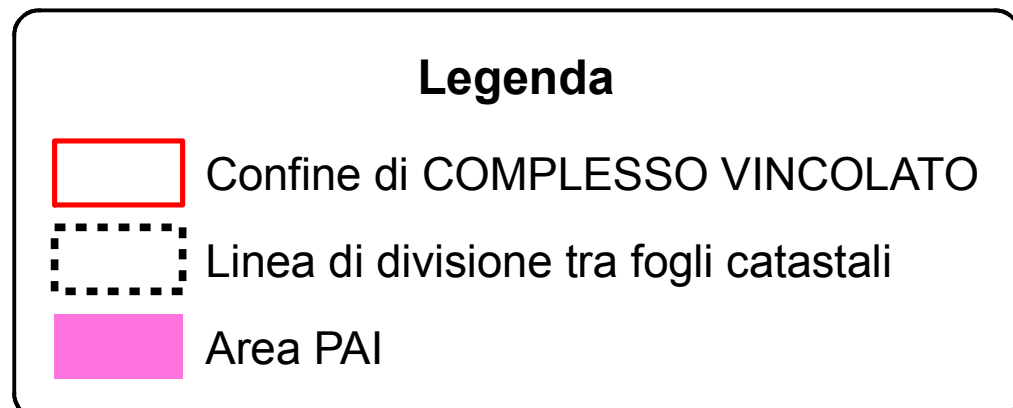 Legenda
Confine di COMPLESSO VINCOLATO
Linea di divisione tra fogli catastali
Area PAI